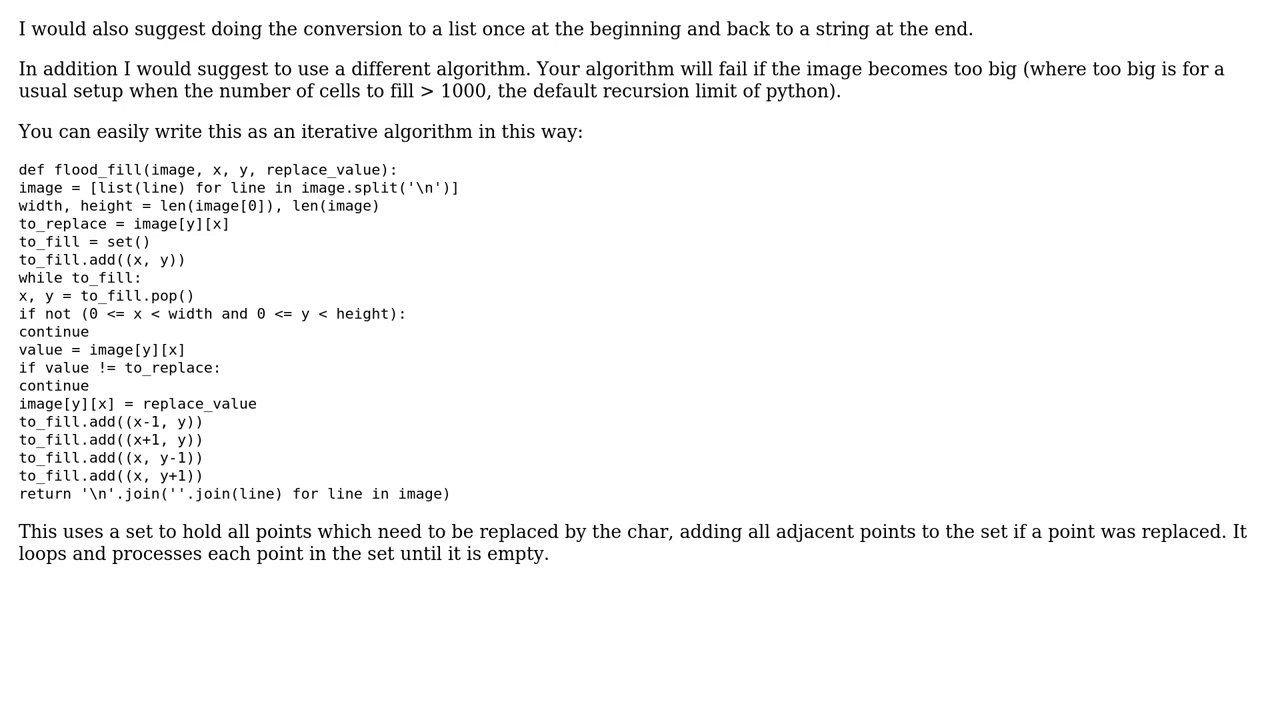 I would also suggest doing the conversion to a list once at the beginning and back to a string at the end.
In addition I would suggest to use a different algorithm. Your algorithm will fail if the image becomes too big (where too big is for a
usual setup when the number of cells to fill > 1000, the default recursion limit of python).
You can easily write this as an iterative algorithm in this way:
def flood_fill(image, x, y, replace_value):
image = [list(line) for line in image.split('\n')]
width, height = len(image[0]), len(image)
to_replace = image[y][x]
to_fill = set()
to_fill.add((x, y))
while to_fill:
x, y = to_fill.pop()
if not (0 <= x < width and 0 <= y < height):
continue
value = image[y][x]
if value != to_replace:
continue
image[y][x] = replace_value
to_fill.add((x-1, y))
to_fill.add((x+1, y))
to_fill.add((x, y-1))
to_fill.add((x, y+1))
return '\n'.join(''.join(line) for line in image)
This uses a set to hold all points which need to be replaced by the char, adding all adjacent points to the set if a point was replaced. It
loops and processes each point in the set until it is empty.